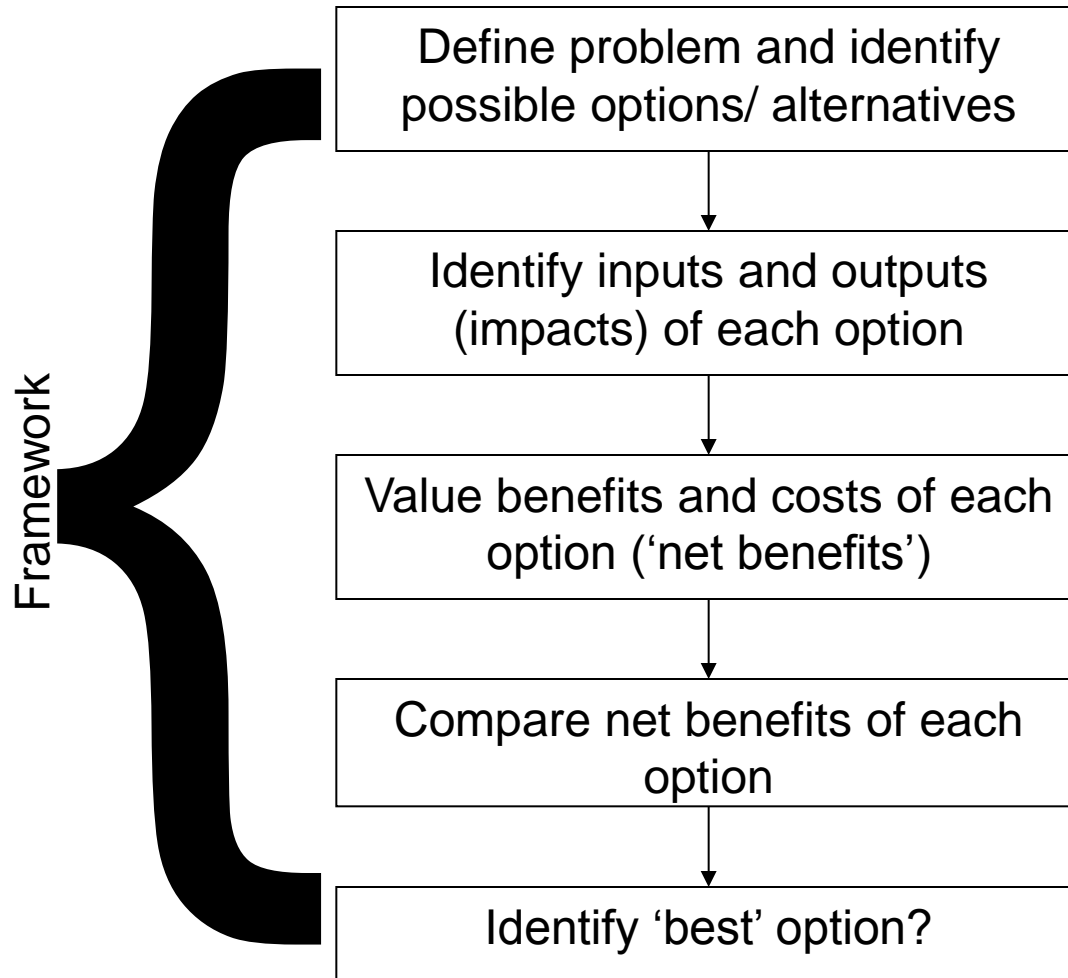 Framework
Define problem and identify
possible options/ alternatives
Identify inputs and outputs
(impacts) of each option
Value benefits and costs of each
option (‘net benefits’)
Compare net benefits of each
option
Identify ‘best’ option?